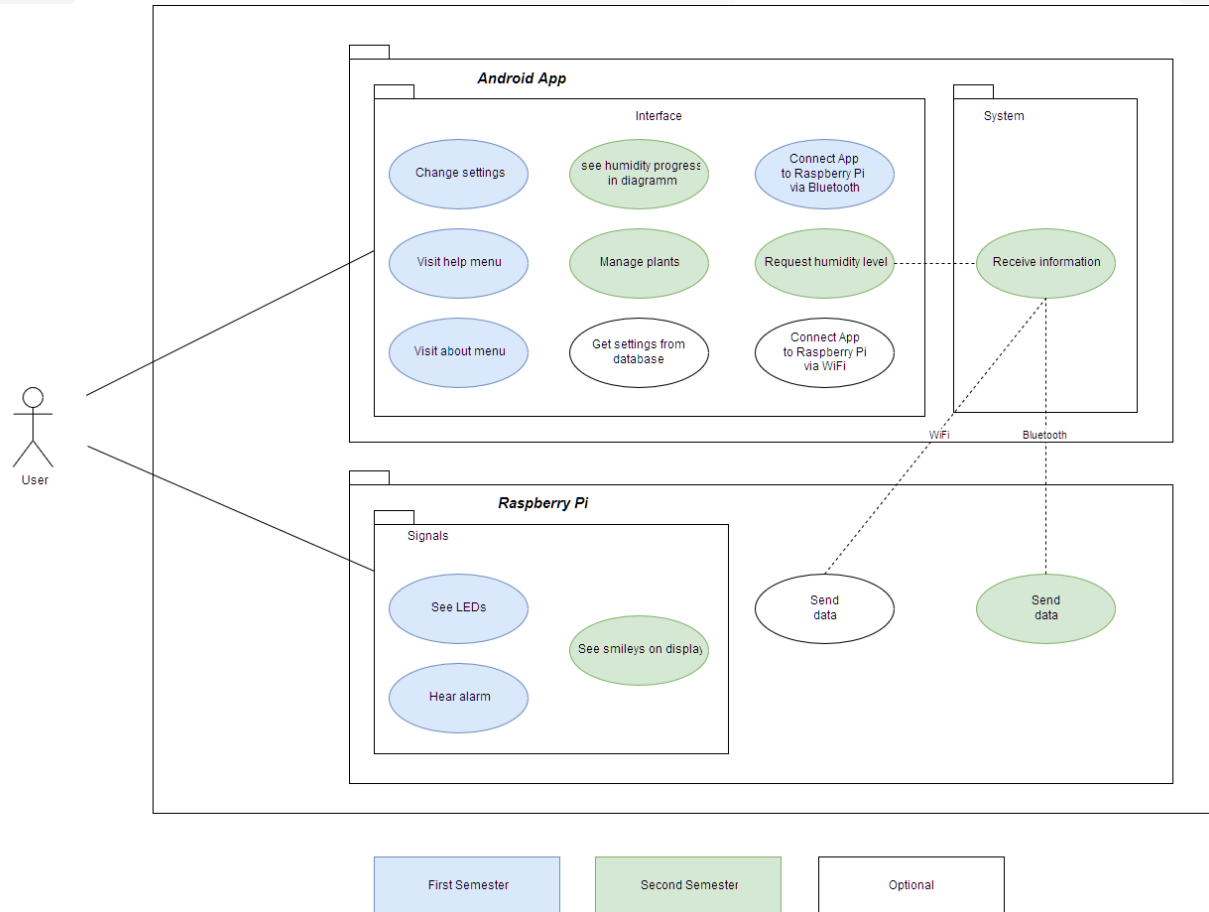 Android App
Interface
System
Change settings
see humidity progress
in diagramm
Connect App
to Raspberry Pi
via Bluetooth
Visit help menu
Manage plants
Request humidity level
Receive information
Visit about menu
Get settings from
database
Connect App
to Raspberry Pi
via WiFi
WiFi
Bluetooth
User
Raspberry Pi
Signals
See LEDs
See smileys on display
Hear alarm
Send
data
Send
data
First Semester
Second Semester
Optional